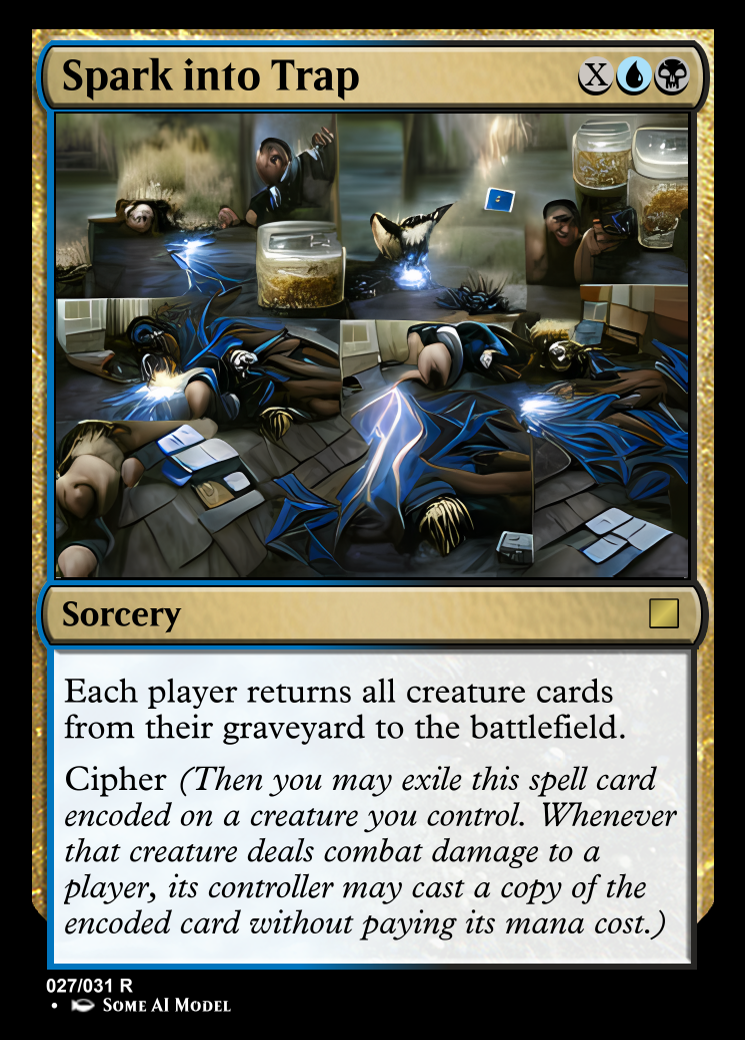 Spark into Trap X
Sorcery
Each player returns all creature cards
from their graveyard to the battlefield.
Cipher (Then you may exile this spell card
encoded on a creature you control. Whenever
that creature deals combat damage to a
player, its controller may cast a copy of the
encoded card without paying its mana cost.)
027/031 R
• Some AI Model